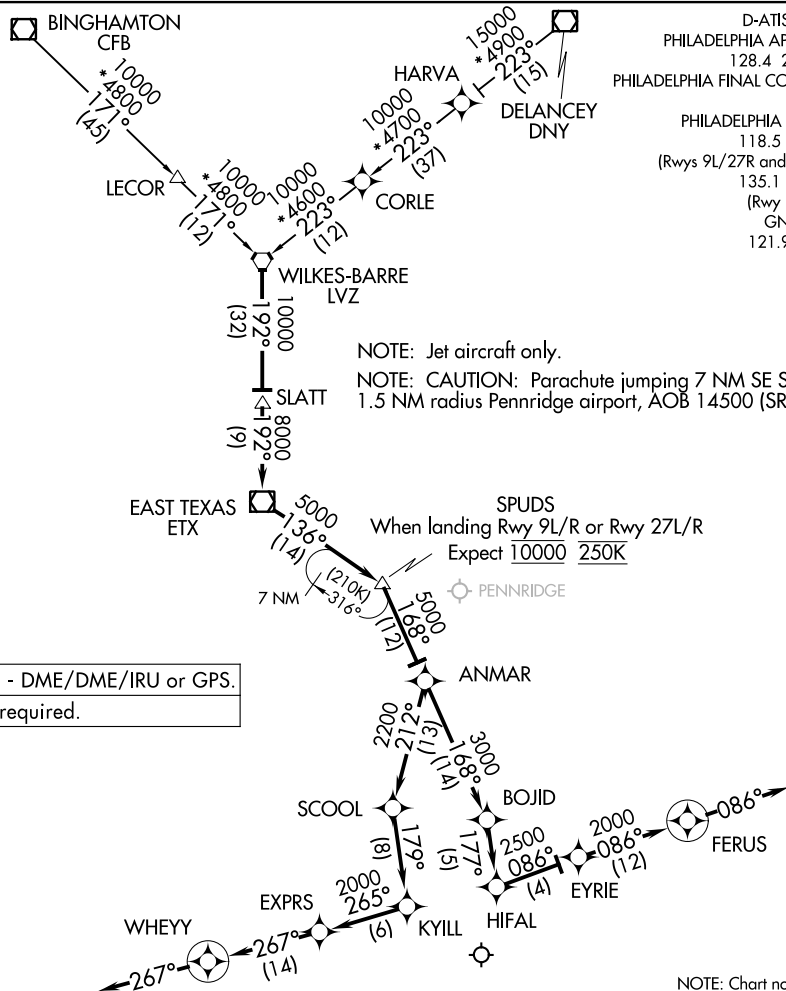 BINGHAMTON
CFB
10000
*4800
171°
(45)
LECOR
10000
*4800
171°
(12)
15000
*4900
223°
(15)
HARVA
DELANCEY
DNY
10000
*4700
223°
(37)
CORLE
10000
*4600
223°
(12)
WILKES-BARRE
LVZ
D-ATIS
PHILADELPHIA AP
128.4 2
PHILADELPHIA FINAL CO
PHILADELPHIA
118.5
(Rwys 9L/27R and
135.1
(Rwy
GN
121.9
10000
192°
(32)
NOTE: Jet aircraft only.
NOTE: CAUTION: Parachute jumping 7 NM SE S
1.5 NM radius Pennridge airport, AOB 14500 (SR
SLATT
8000
192°
(9)
EAST TEXAS
ETX
5000
136°
(14)
SPUDS
When landing Rwy 9L/R or Rwy 27L/R
Expect 10000 250K
7 NM
(210K)
316°
PENNRIDGE
5000
168°
(12)
ANMAR
- DME/DME/IRU or GPS.
required.
2200
212°
(13)
3000
168°
(14)
SCOOL
BOJID
179°
(8)
177°
(5)
2500
086°
(4)
EYRIE
2000
086°
(12)
FERUS
086°
HIFAL
KYILL
2000
265°
(6)
EXPRS
WHEYY
267°
(14)
267°
NOTE: Chart no